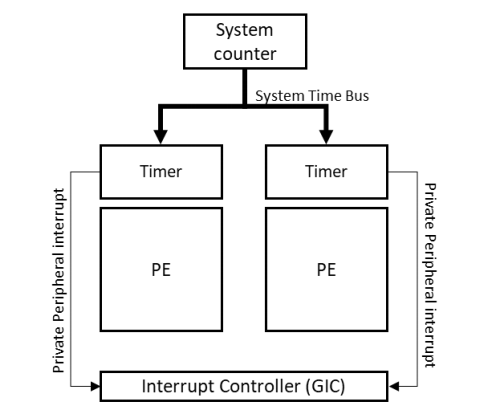 System
counter
System Time Bus
Timer
Timer
Private Peripheral interrupt
Private Peripheral interrupt
PE
PE
Interrupt Controller (GIC)